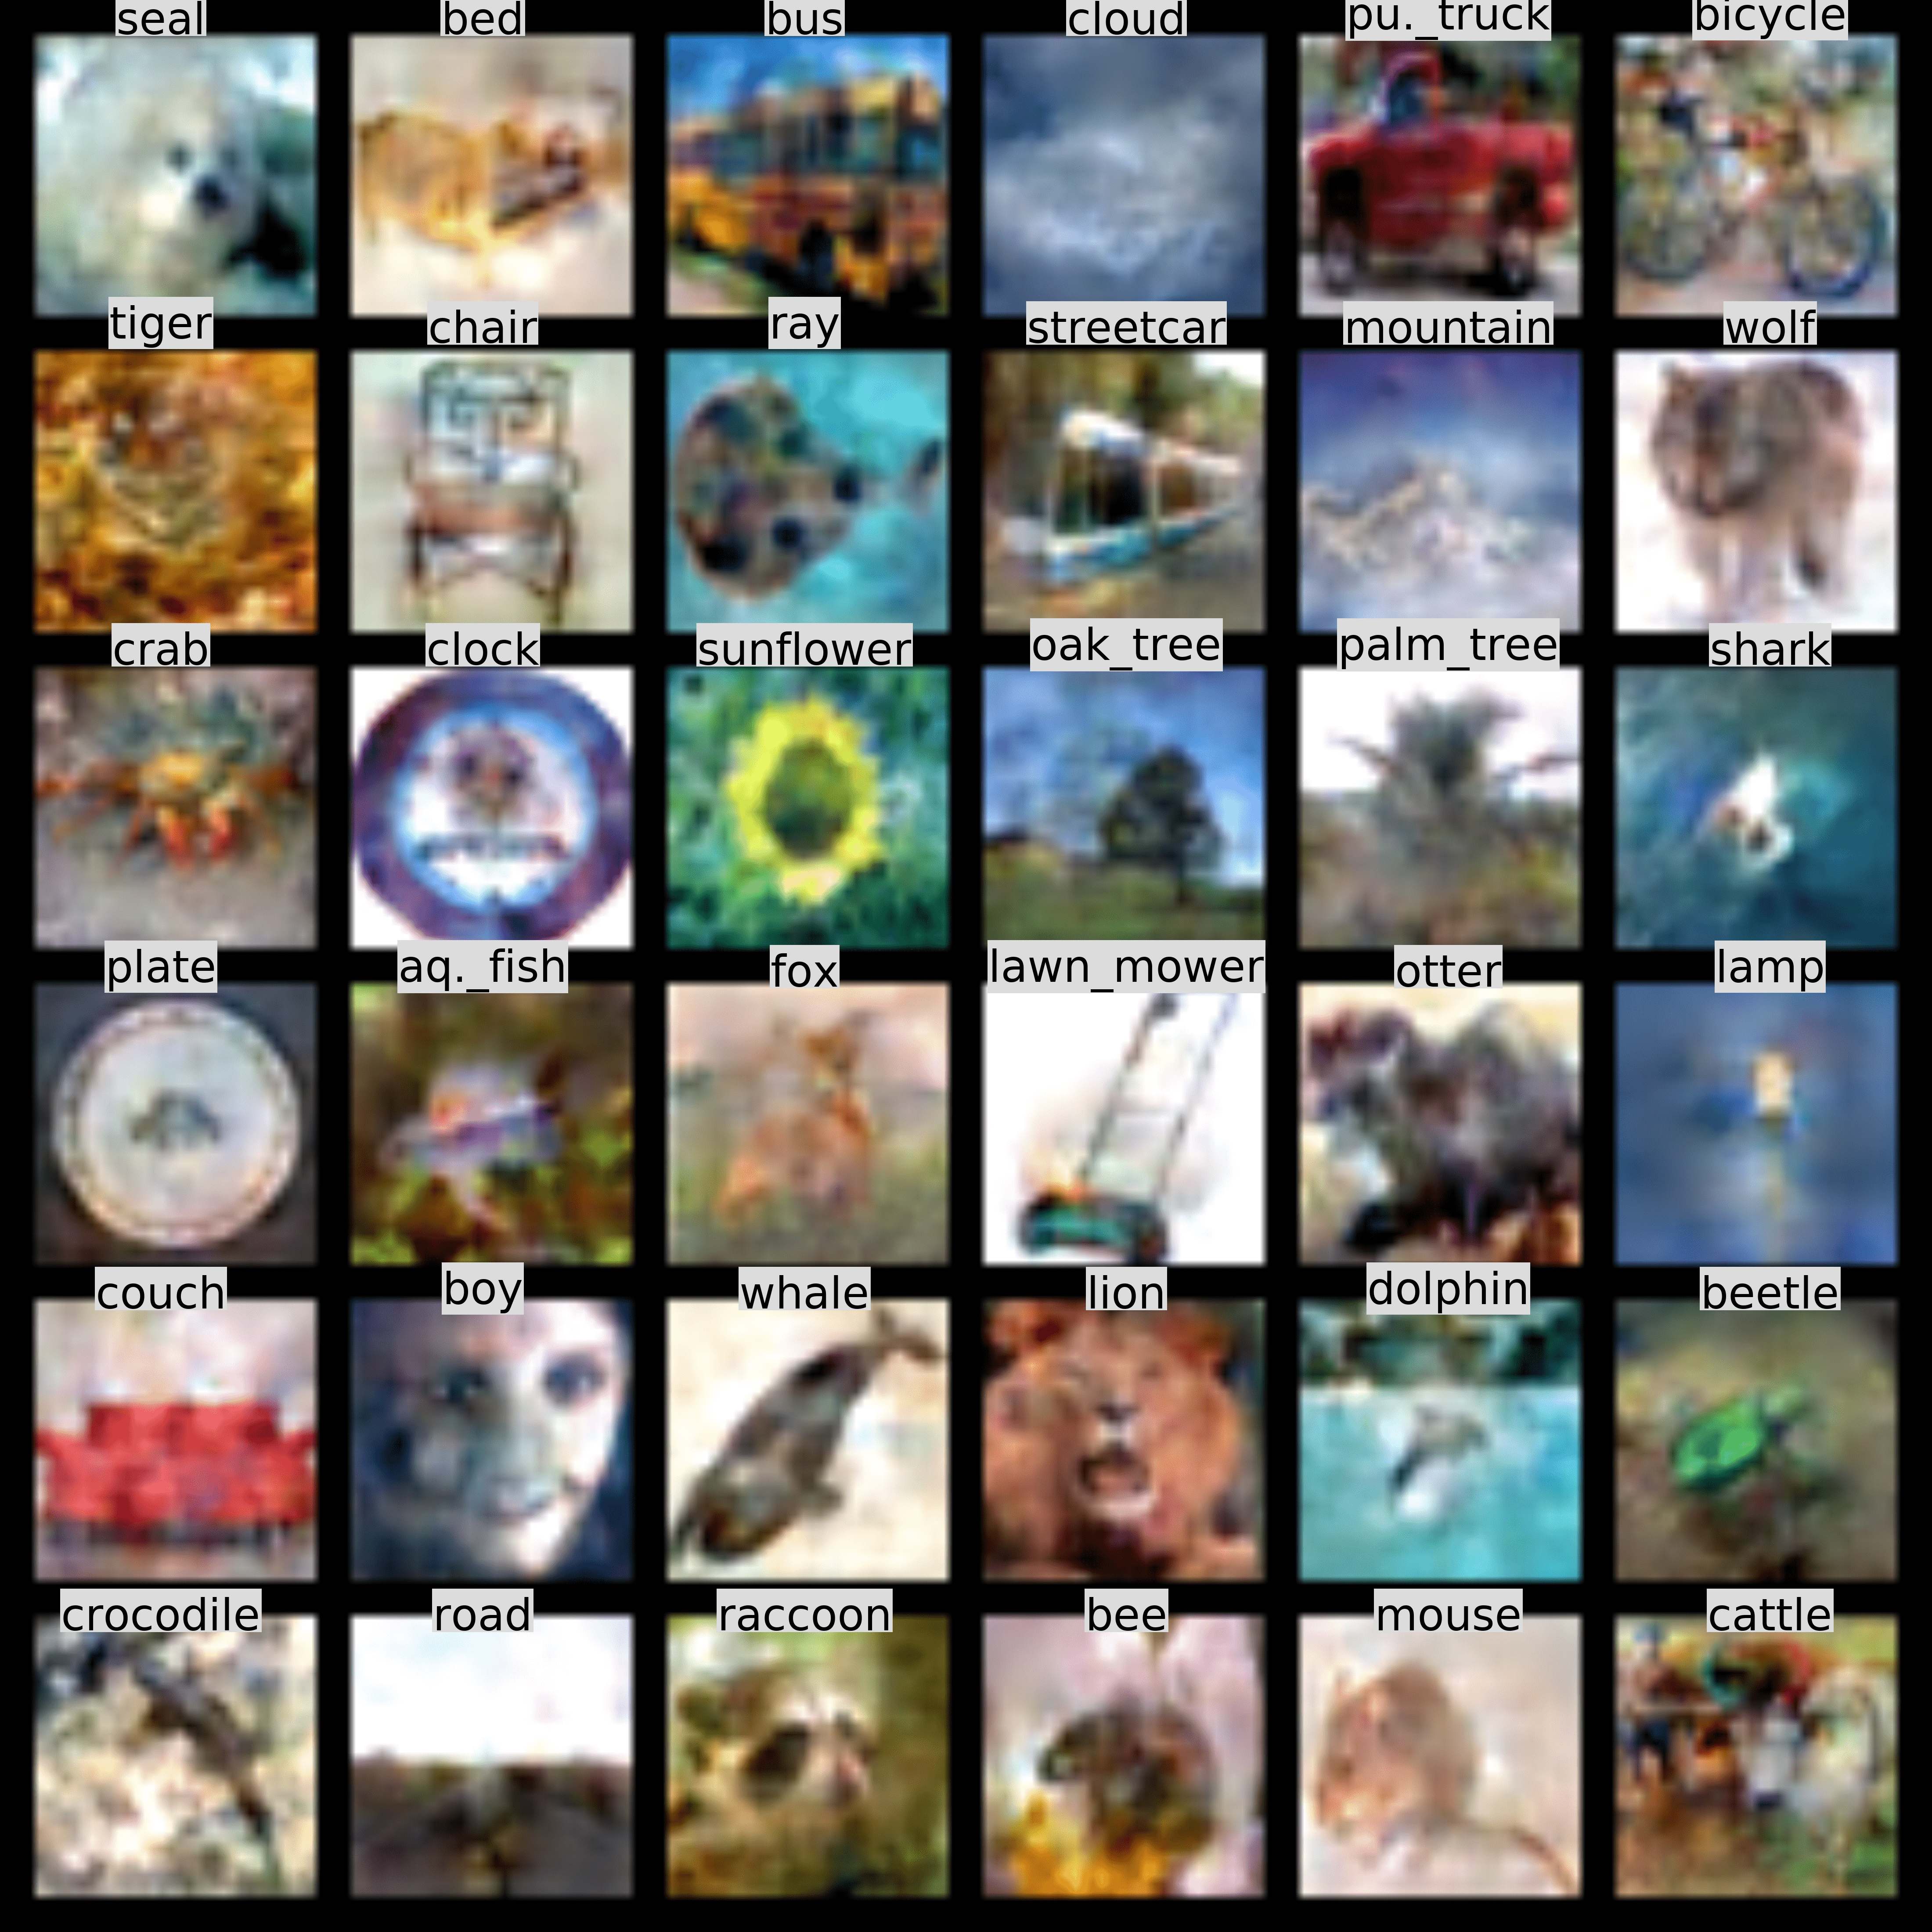 seal bed bus cloud pu._truck bicycle
tiger chair ray streetcar mountain wolf
crab clock sunflower oak_tree palm_tree shark
plate aq._fish fox lawn_mower otter lamp
couch boy whale lion dolphin beetle
crocodile road raccoon bee mouse cattle